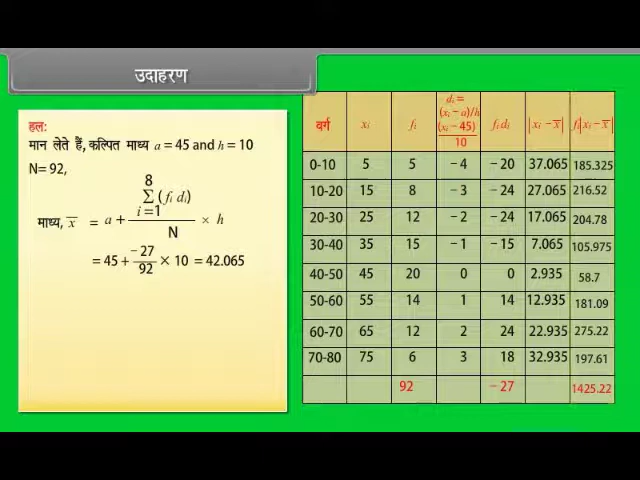 उदाहरण
हल:
मान लेते हैं, कल्पित माध्य a = 45 and h = 10
N= 92,
माध्य, x̅ = a + 8 Σ i=1 (fᵢ dᵢ) / N × h
= 45 + −27/92 × 10 = 42.065
वर्ग xᵢ fᵢ dᵢ = (xᵢ − a)/h (xᵢ − 45)/10 fᵢ dᵢ |xᵢ − x̅| fᵢ|xᵢ − x̅|
0-10 5 5 −4 −20 37.065 185.325
10-20 15 8 −3 −24 27.065 216.52
20-30 25 12 −2 −24 17.065 204.78
30-40 35 15 −1 −15 7.065 105.975
40-50 45 20 0 0 2.935 58.7
50-60 55 14 1 14 12.935 181.09
60-70 65 12 2 24 22.935 275.22
70-80 75 6 3 18 32.935 197.61
92 −27 1425.22